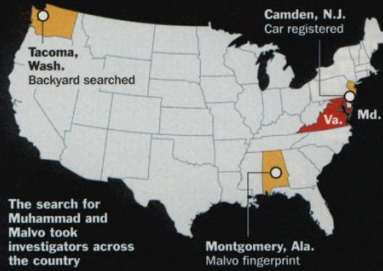 Camden, N.J.
Car registered
Tacoma,
Wash.
Backyard searched
Va.
Md.
The search for
Muhammad and
Malvo took
investigators across
the country
Montgomery, Ala.
Malvo fingerprint